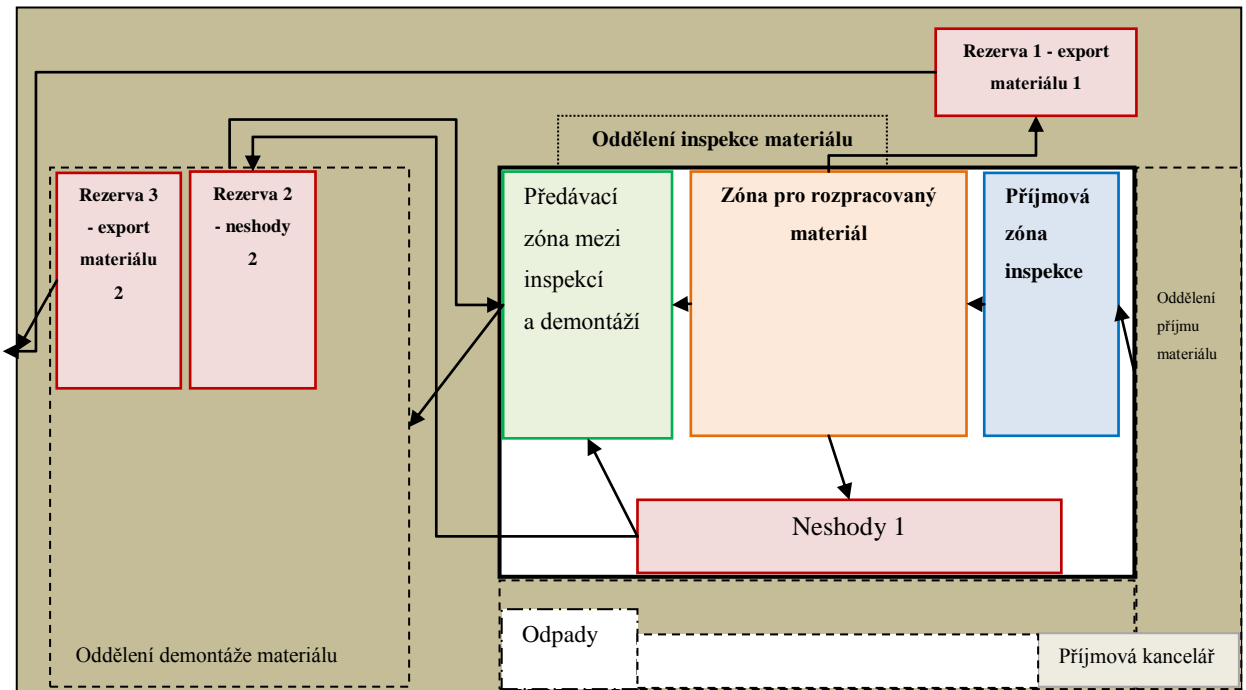 Rezerva 1 - export
materiálu 1
Oddělení inspekce materiálu
Rezerva 3
- export
materiálu
2
Rezerva 2
- neshody
2
Předávací
zóna mezi
inspekcí
a demontáží
Zóna pro rozpracovaný
materiál
Příjmová
zóna
inspekce
Oddělení
příjmu
materiálu
Neshody 1
Odpady
Oddělení demontáže materiálu
Příjmová kancelář